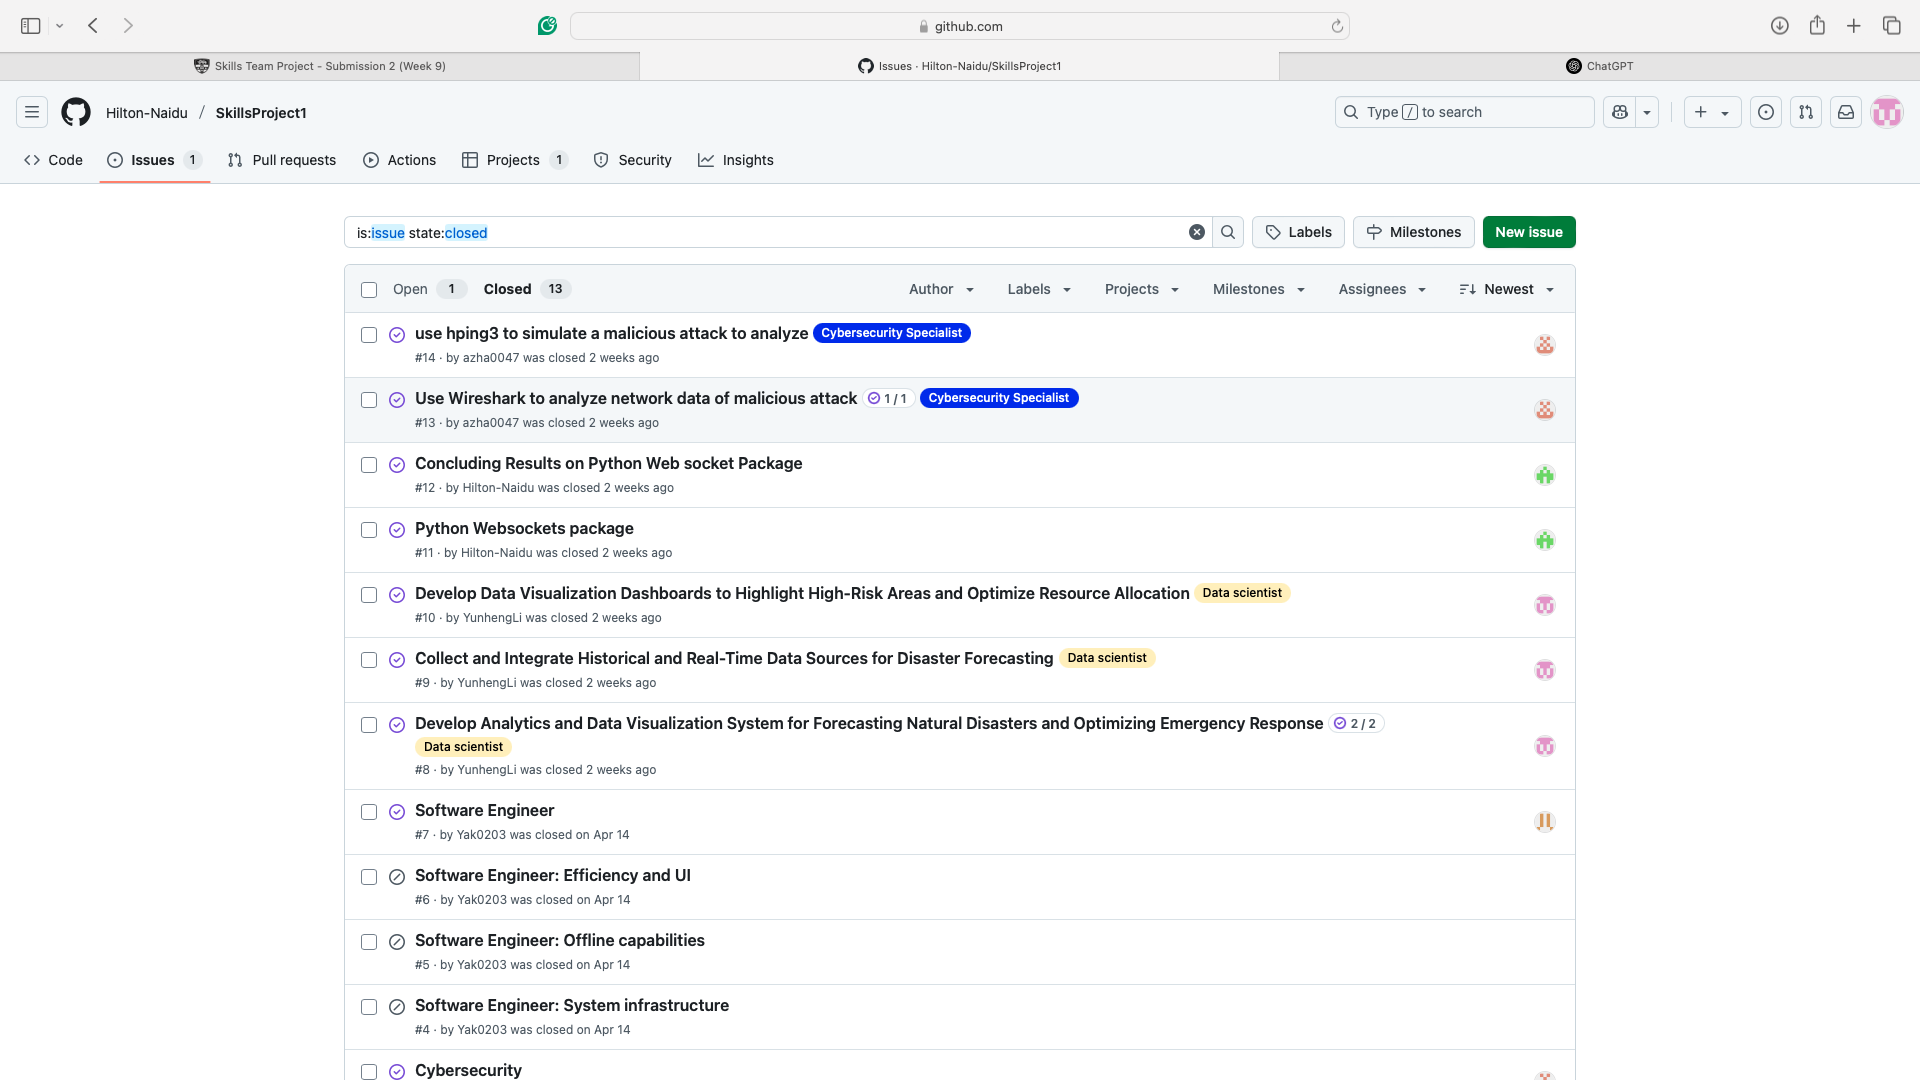 github.com
Skills Team Project - Submission 2 (Week 9)
Issues · Hilton-Naidu/SkillsProject1
ChatGPT
Hilton-Naidu / SkillsProject1
Type / to search
Code
Issues 1
Pull requests
Actions
Projects 1
Security
Insights
is:issue state:closed
Labels
Milestones
New issue
Open 1
Closed 13
Author
Labels
Projects
Milestones
Assignees
Newest
use hping3 to simulate a malicious attack to analyze Cybersecurity Specialist
#14 · by azha0047 was closed 2 weeks ago
Use Wireshark to analyze network data of malicious attack 1 / 1 Cybersecurity Specialist
#13 · by azha0047 was closed 2 weeks ago
Concluding Results on Python Web socket Package
#12 · by Hilton-Naidu was closed 2 weeks ago
Python Websockets package
#11 · by Hilton-Naidu was closed 2 weeks ago
Develop Data Visualization Dashboards to Highlight High-Risk Areas and Optimize Resource Allocation Data scientist
#10 · by YunhengLi was closed 2 weeks ago
Collect and Integrate Historical and Real-Time Data Sources for Disaster Forecasting Data scientist
#9 · by YunhengLi was closed 2 weeks ago
Develop Analytics and Data Visualization System for Forecasting Natural Disasters and Optimizing Emergency Response 2 / 2
Data scientist
#8 · by YunhengLi was closed 2 weeks ago
Software Engineer
#7 · by Yak0203 was closed on Apr 14
Software Engineer: Efficiency and UI
#6 · by Yak0203 was closed on Apr 14
Software Engineer: Offline capabilities
#5 · by Yak0203 was closed on Apr 14
Software Engineer: System infrastructure
#4 · by Yak0203 was closed on Apr 14
Cybersecurity